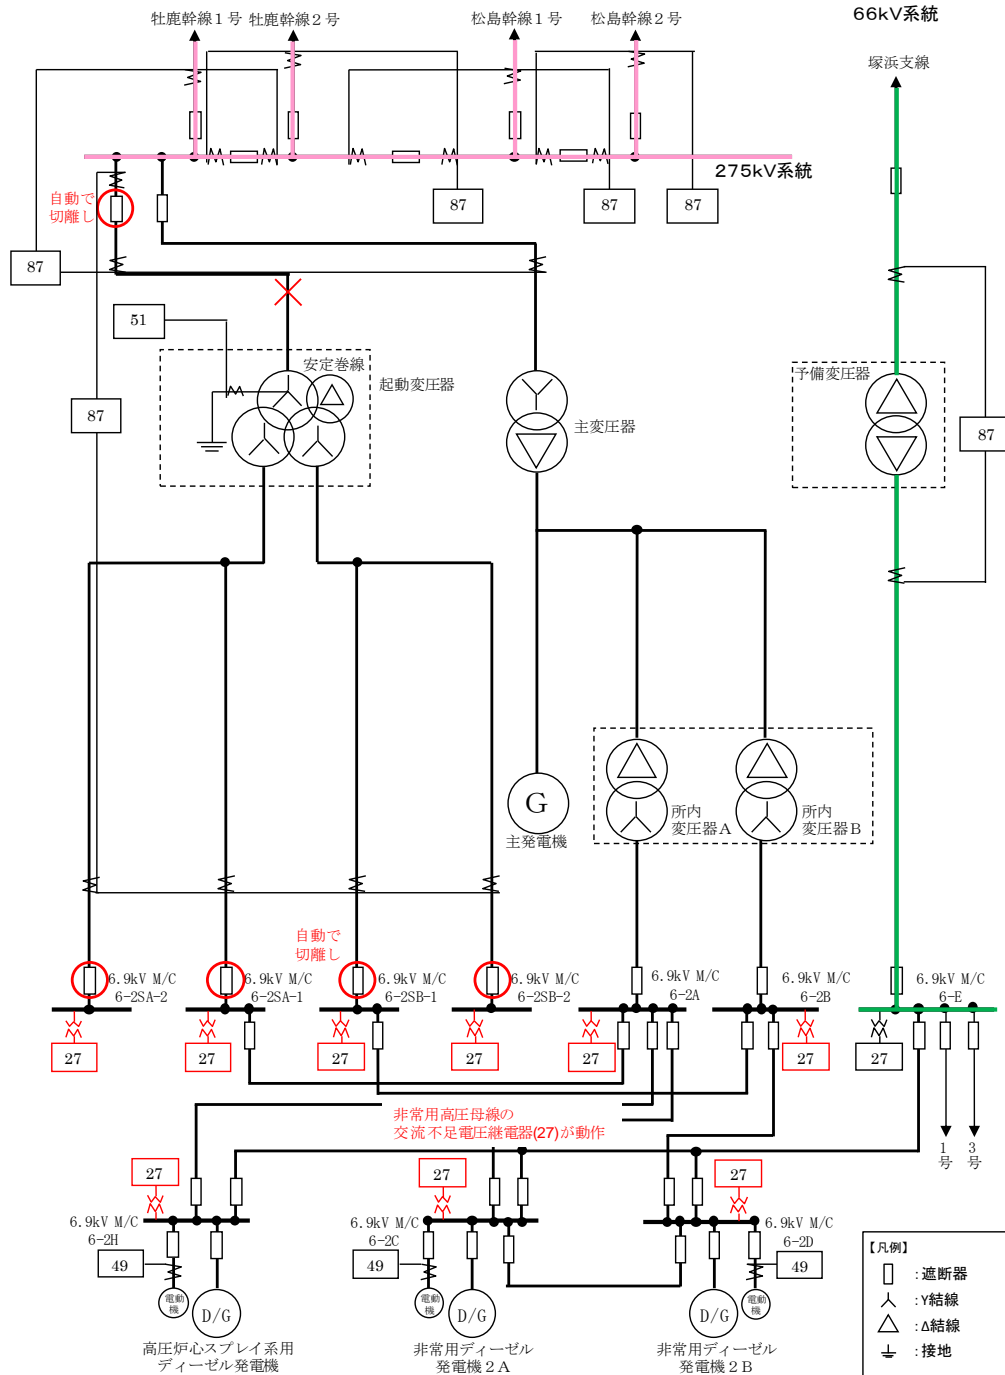 66kV系統
牡鹿幹線１号 牡鹿幹線２号 松島幹線１号 松島幹線２号
塚浜支線
275kV系統
自動で
切離し
87
87
87
87
51
安定巻線
起動変圧器
87
主変圧器
予備変圧器
87
G
主発電機
所内
変圧器Ａ
所内
変圧器Ｂ
自動で
切離し
6.9kV M/C
6-2SA-2
6.9kV M/C
6-2SA-1
6.9kV M/C
6-2SB-1
6.9kV M/C
6-2SB-2
6.9kV M/C
6-2A
6.9kV M/C
6-2B
6.9kV M/C
6-E
27
27
27
27
27
27
27
非常用高圧母線の
交流不足電圧継電器(27)が動作
1
号
3
号
27
27
27
6.9kV M/C
6-2H
6.9kV M/C
6-2C
6.9kV M/C
6-2D
49
49
49
電動
機
D/G
電動
機
D/G
D/G
電動
機
高圧炉心スプレイ系用
ディーゼル発電機
非常用ディーゼル
発電機２Ａ
非常用ディーゼル
発電機２Ｂ
【凡例】
：遮断器
：Y結線
：Δ結線
：接地